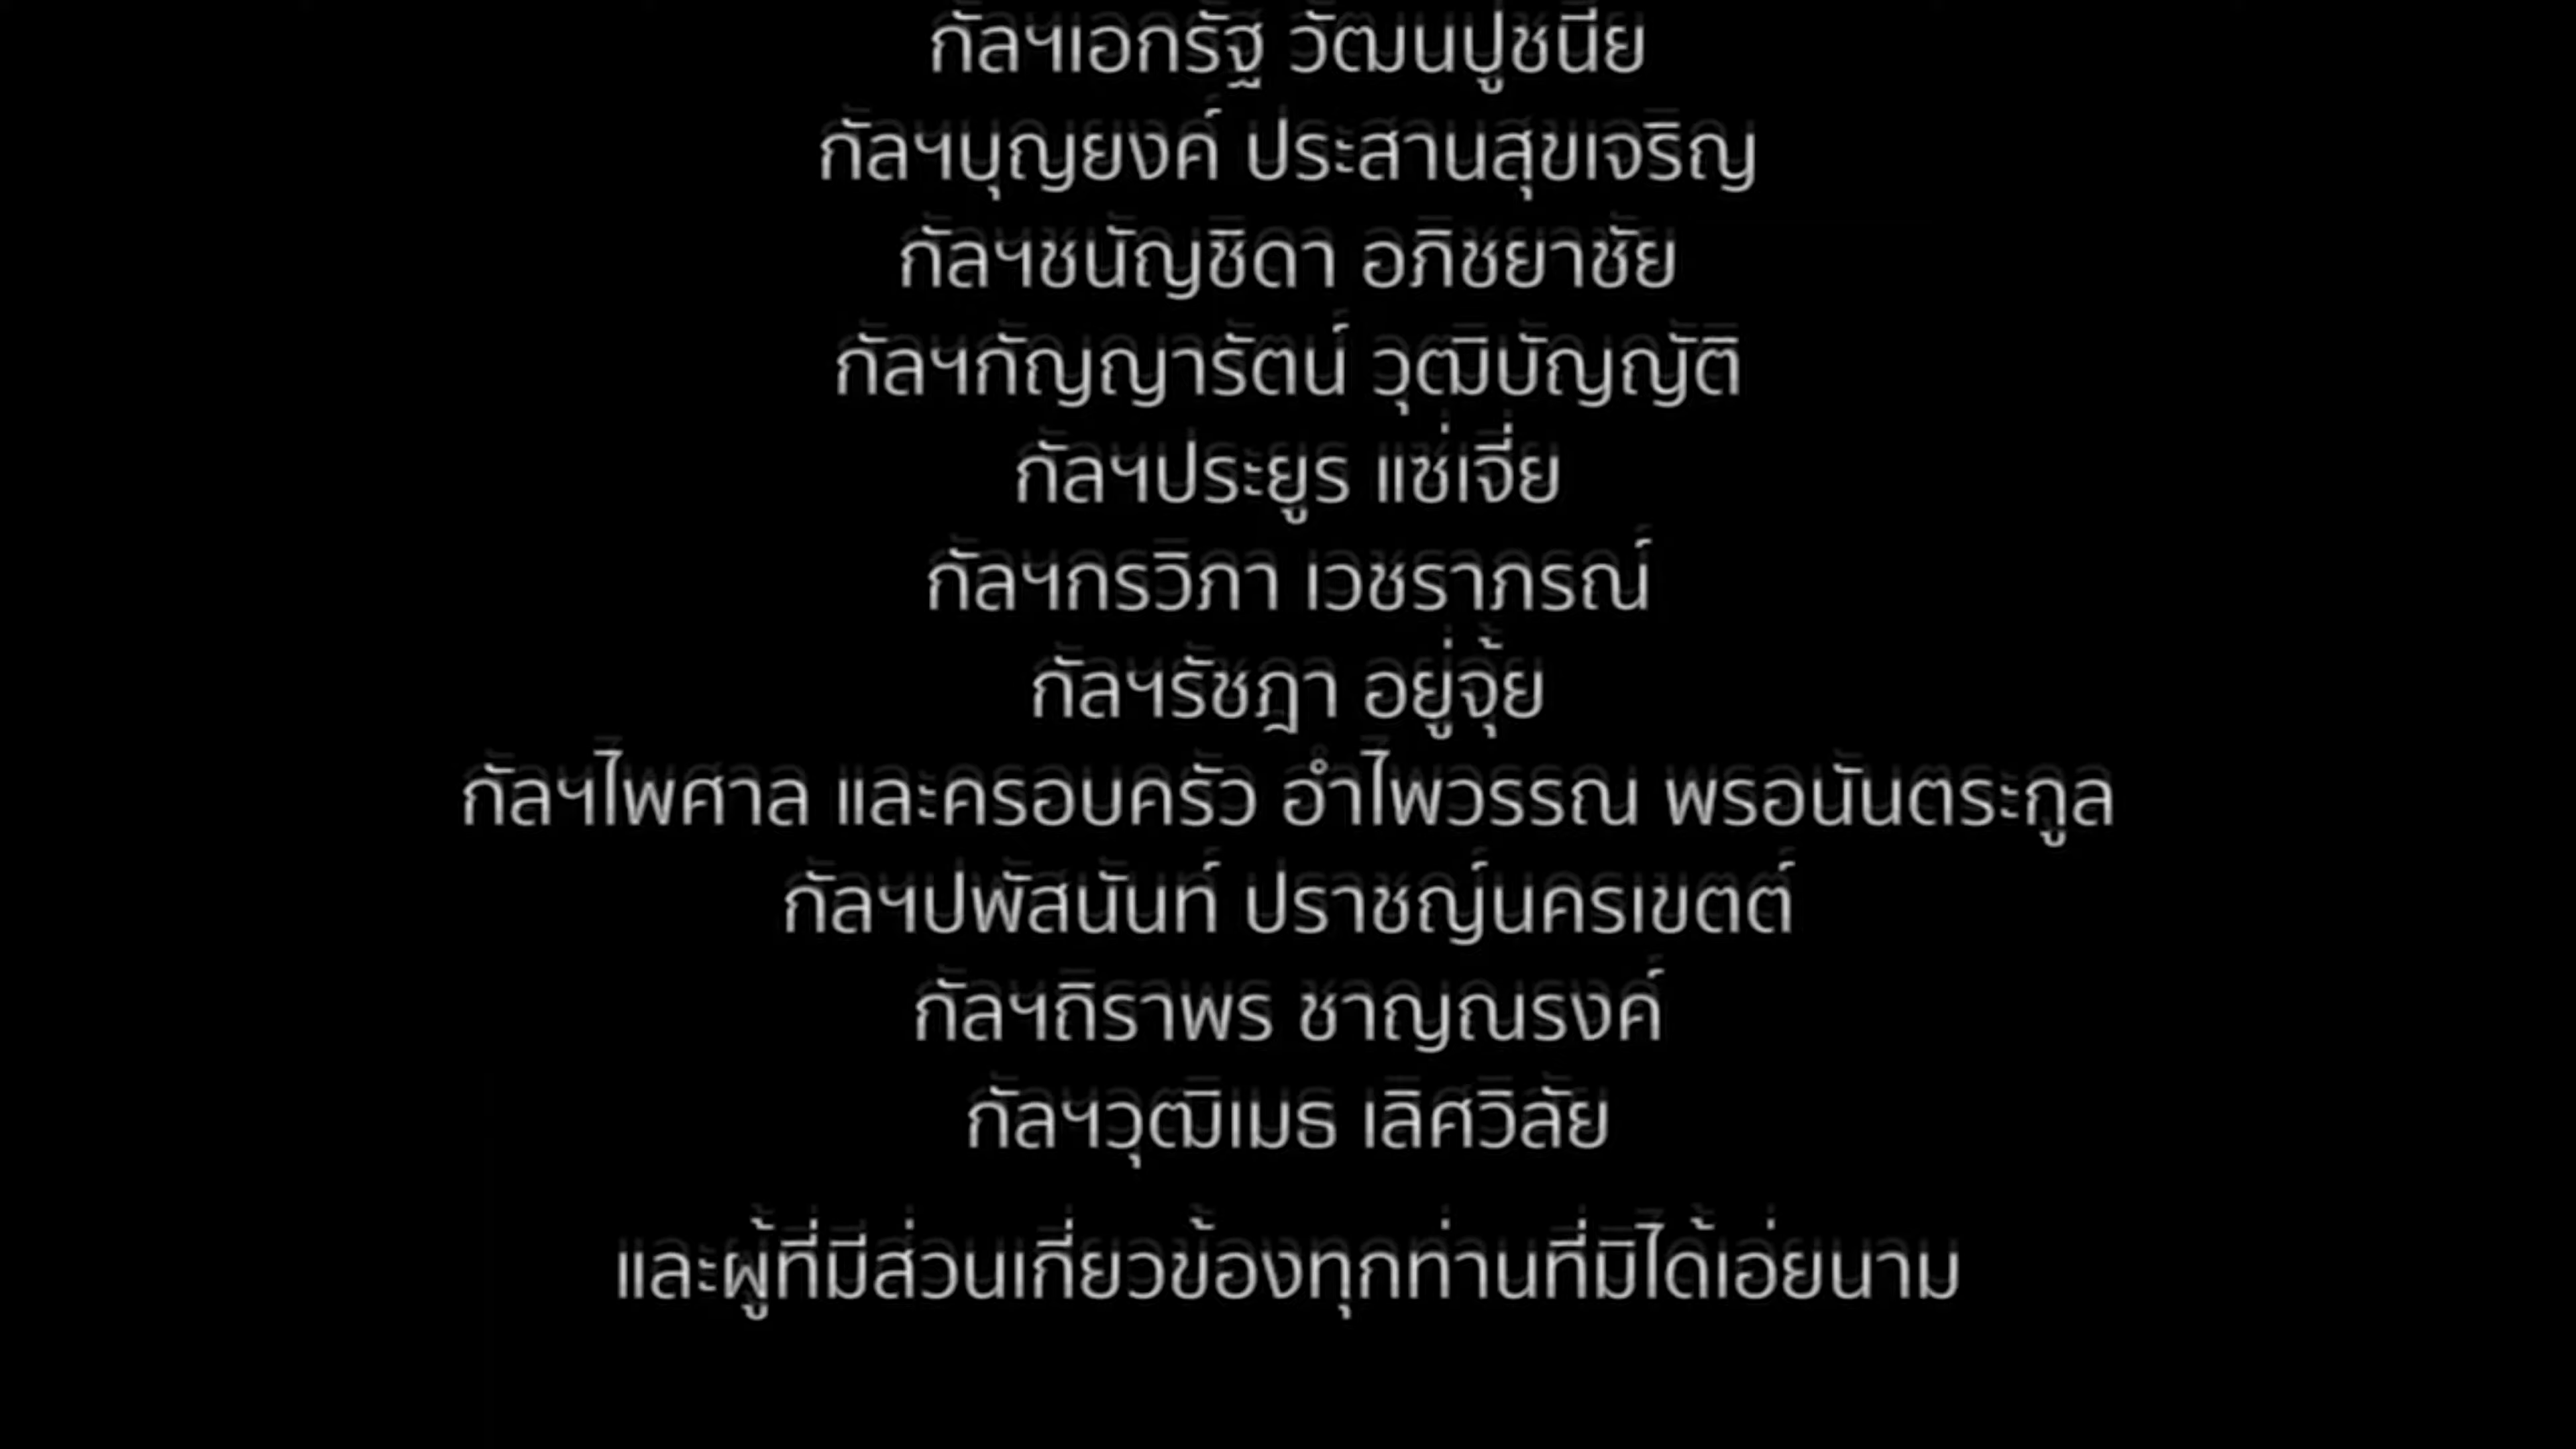 กัลฯเอกรัฐ วัฒนปูชนีย
กัลฯบุญยงค์ ประสานสุขเจริญ
กัลฯชนัญชิดา อภิชยาชัย
กัลฯกัญญารัตน์ วุฒิบัญญัติ
กัลฯประยูร แซ่เจี่ย
กัลฯกรวิภา เวชราภรณ์
กัลฯรัชฎา อยู่จุ้ย
กัลฯไพศาล และครอบครัว อำไพวรรณ พรอนันตระกูล
กัลฯปพัสนันท์ ปราชญ์นครเขตต์
กัลฯถิราพร ชาญณรงค์
กัลฯวุฒิเมธ เลิศวิลัย
และผู้ที่มีส่วนเกี่ยวข้องทุกท่านที่มิได้เอ่ยนาม